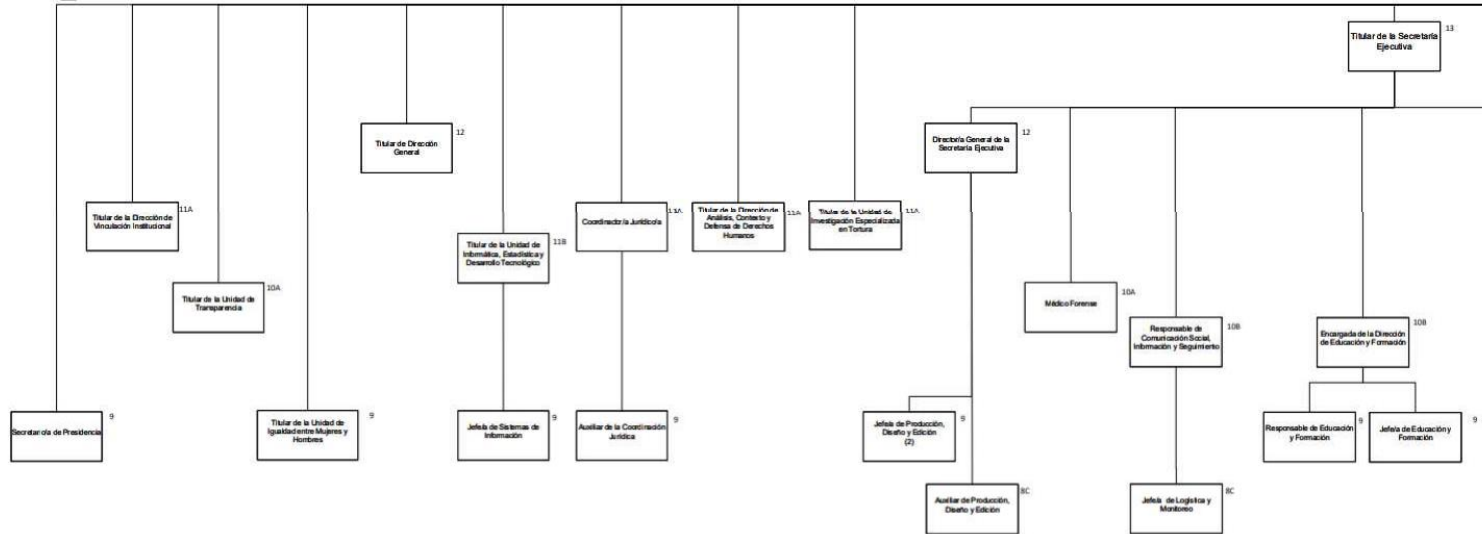 Titular de la Secretaría
Ejecutiva
13
Titular de Dirección
General
12
Director/a General de la
Secretaría Ejecutiva
12
Titular de la Dirección de
Vinculación Institucional
11A
Coordinador/a Jurídico/a
11A
Titular de la Dirección de
Análisis, Contexto y
Defensa de Derechos
Humanos
11A
Titular de la Unidad de
Investigación Especializada
en Tortura
11A
Titular de la Unidad de
Informática, Estadística y
Desarrollo Tecnológico
11B
Titular de la Unidad de
Transparencia
10A
Médico Forense
10A
Responsable de
Comunicación Social,
Información y Seguimiento
10B
Encargada de la Dirección
de Educación y Formación
10B
Secretario/a de Presidencia
9
Titular de la Unidad de
Igualdad entre Mujeres y
Hombres
9
Jefe/a de Sistemas de
Información
9
Auxiliar de la Coordinación
Jurídica
9
Jefe/a de Producción,
Diseño y Edición
(2)
9
Responsable de Educación
y Formación
9
Jefe/a de Educación y
Formación
9
Auxiliar de Producción,
Diseño y Edición
8C
Jefe/a de Logística y
Monitoreo
8C